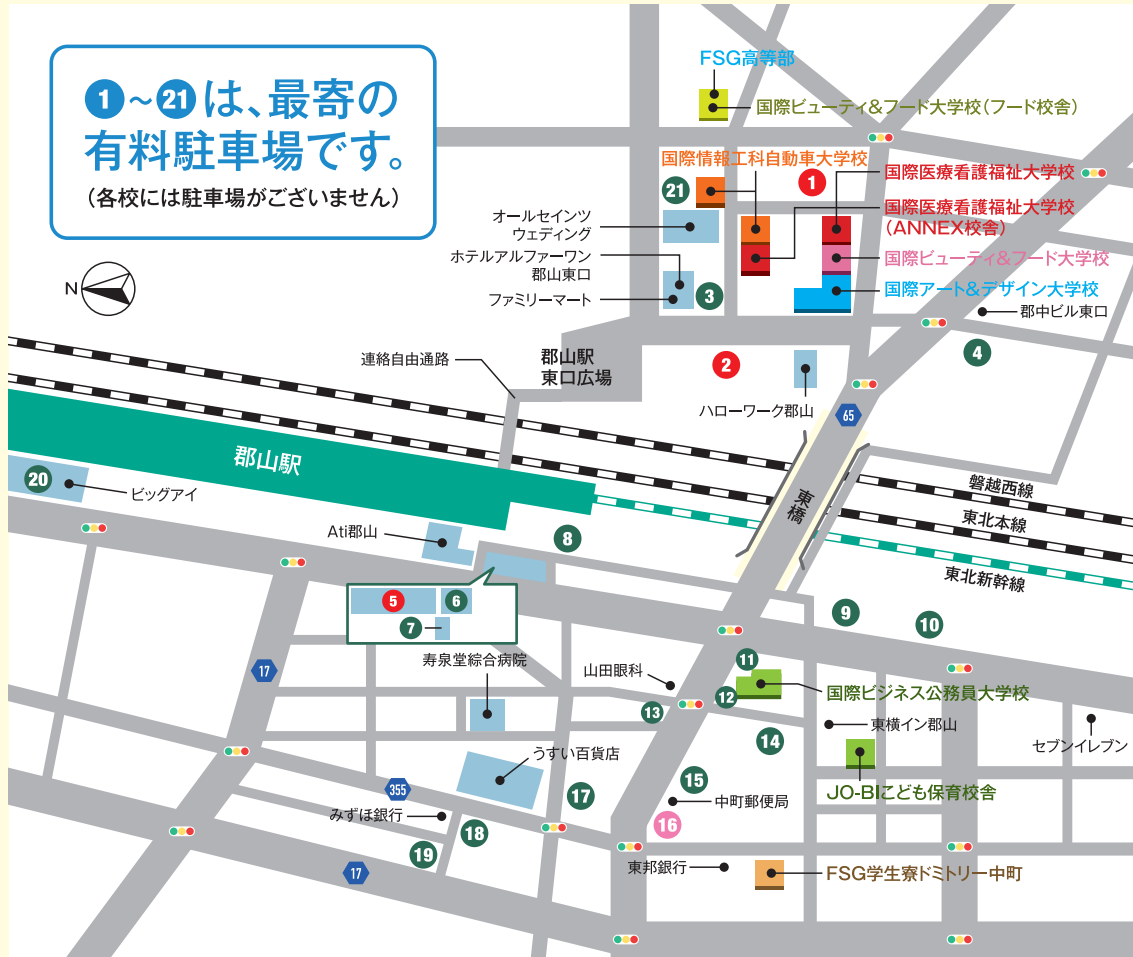 1～21は、最寄の
有料駐車場です。
（各校には駐車場がございません）
N
FSG高等部
国際ビューティ&フード大学校（フード校舎）
国際情報工科自動車大学校
21
1
国際医療看護福祉大学校
国際医療看護福祉大学校
（ANNEX校舎）
オールセインツ
ウェディング
ホテルアルファーワン
郡山東口
ファミリーマート
3
国際ビューティ&フード大学校
国際アート&デザイン大学校
郡中ビル東口
4
連絡自由通路
郡山駅
東口広場
2
ハローワーク郡山
65
郡山駅
20
ビッグアイ
東橋
磐越西線
東北本線
東北新幹線
Ati郡山
8
5
6
7
9
10
寿泉堂綜合病院
17
山田眼科
11
12
13
国際ビジネス公務員大学校
14
東横イン郡山
セブンイレブン
うすい百貨店
355
みずほ銀行
17
15
中町郵便局
JO-BIこども保育校舎
16
18
19
17
東邦銀行
FSG学生寮ドミトリー中町